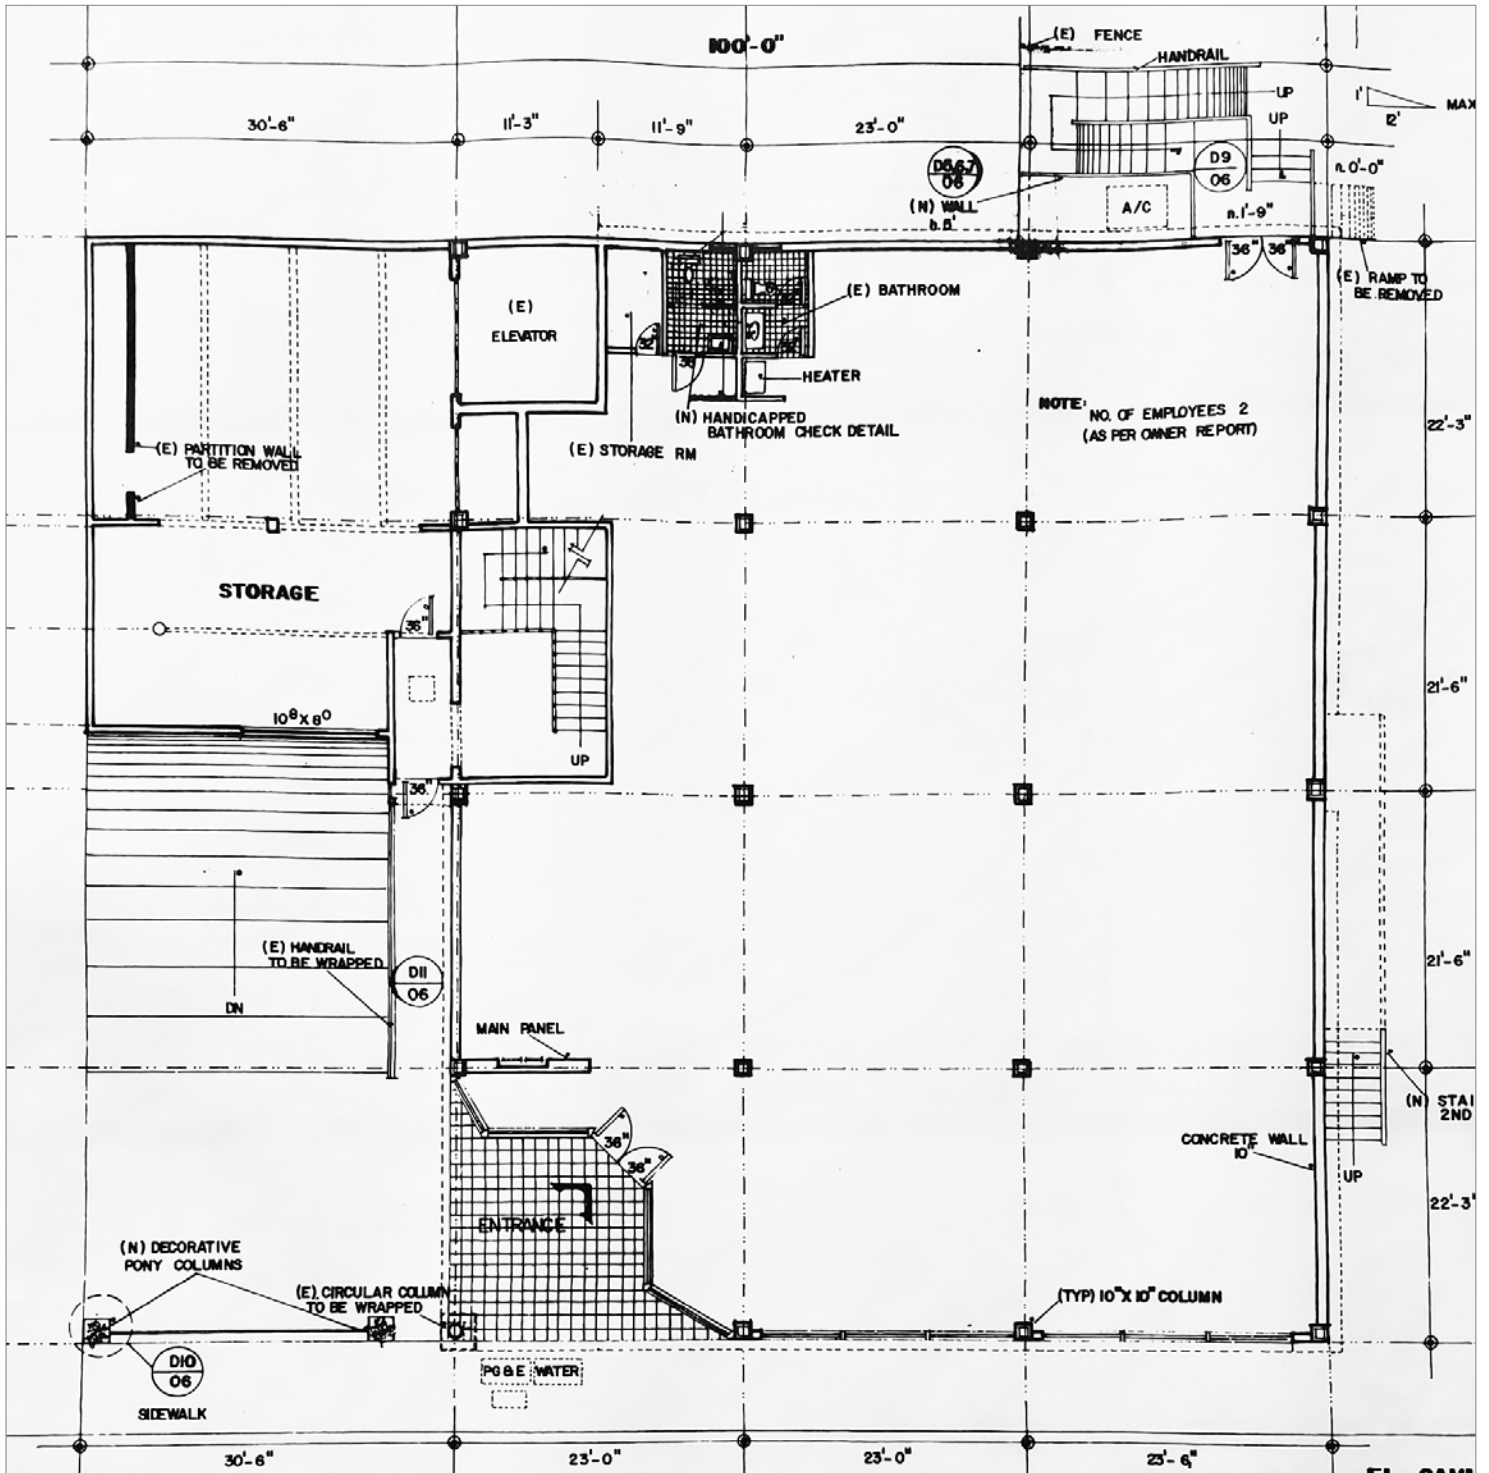 100'-0"
(E) FENCE
HANDRAIL
UP
UP
1'
12'
MAX
30'-6"
11'-3"
11'-9"
23'-0"
D9
06
06
(N) WALL
h. 5'
A/C
n.1'-9"
n. 0'-0"
36" 36"
(E) RAMP TO
BE REMOVED
(E)
ELEVATOR
(E) BATHROOM
32"
36"
HEATER
(N) HANDICAPPED
BATHROOM CHECK DETAIL
(E) STORAGE RM
NOTE:
NO. OF EMPLOYEES 2
(AS PER OWNER REPORT)
22'-3"
(E) PARTITION WALL
TO BE REMOVED
STORAGE
36"
10⁸ X 8⁰
UP
36"
21'-6"
(E) HANDRAIL
TO BE WRAPPED
D11
06
DN
21'-6"
MAIN PANEL
36"
36"
ENTRANCE
CONCRETE WALL
10"
(N) STAI
2ND
UP
22'-3"
(N) DECORATIVE
PONY COLUMNS
(E) CIRCULAR COLUMN
TO BE WRAPPED
(TYP) 10" X 10" COLUMN
D10
06
SIDEWALK
PG&E
WATER
30'-6"
23'-0"
23'-0"
23'-6"